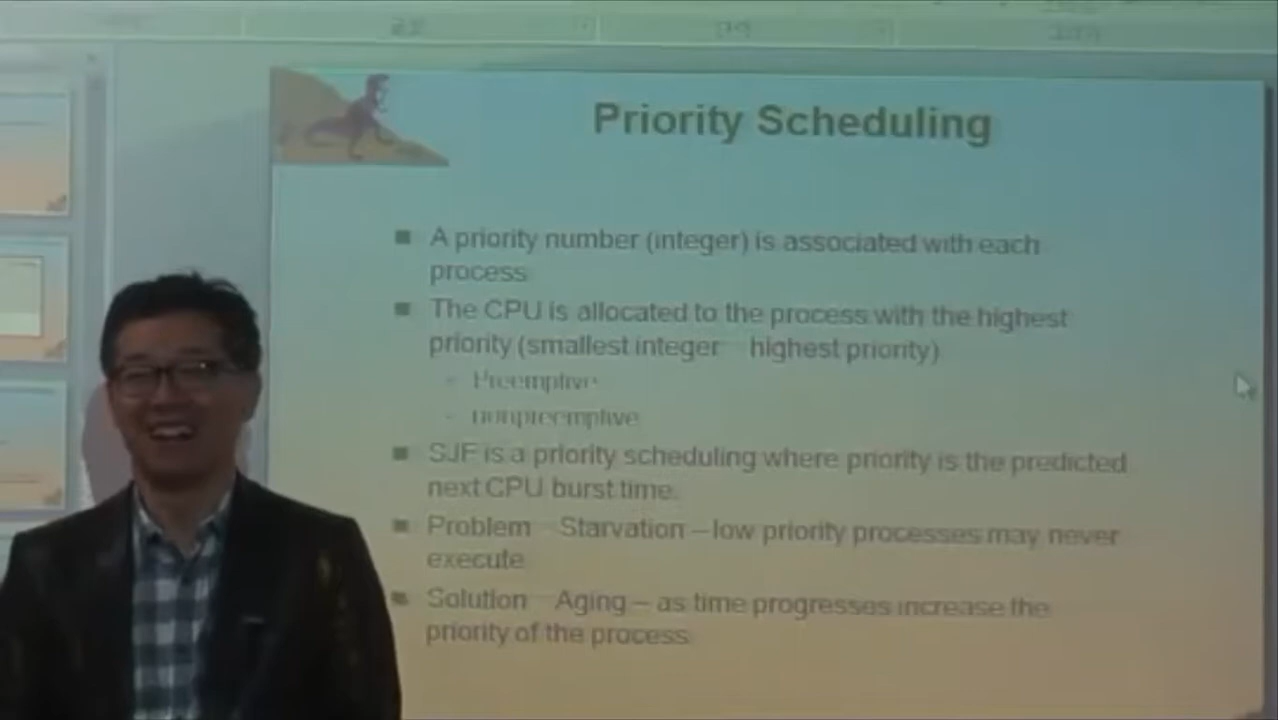 Priority Scheduling
A priority number (integer) is associated with each
process
The CPU is allocated to the process with the highest
priority (smallest integer highest priority)
- Preemptive
- nonpreemptive
SJF is a priority scheduling where priority is the predicted
next CPU burst time.
Problem Starvation – low priority processes may never
execute
Solution Aging – as time progresses increase the
priority of the process